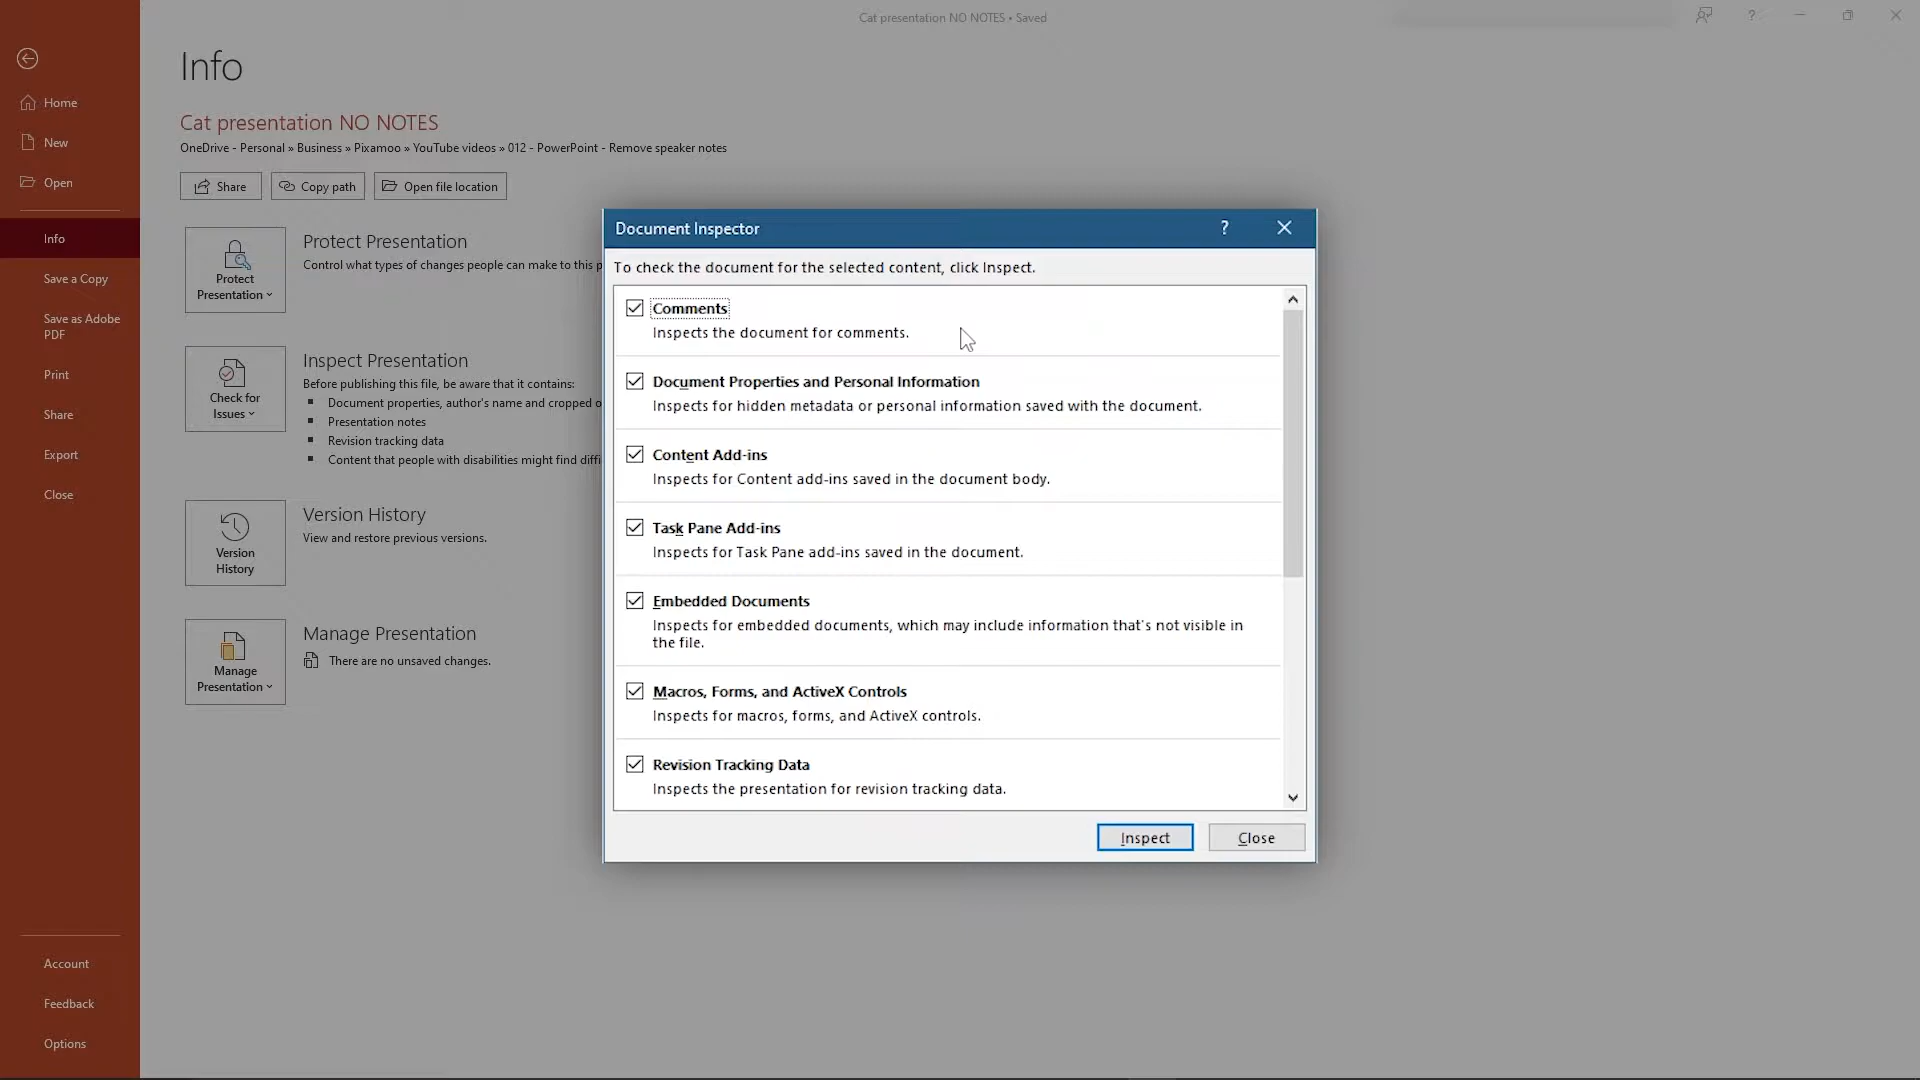 Cat presentation NO NOTES • Saved
?
Info
Home
New
Open
Info
Save a Copy
Save as Adobe
PDF
Print
Share
Export
Close
Account
Feedback
Options
Cat presentation NO NOTES
OneDrive - Personal » Business » Pixamoo » YouTube videos » 012 - PowerPoint - Remove speaker notes
Share
Copy path
Open file location
Protect
Presentation
Protect Presentation
Control what types of changes people can make to this p
Check for
Issues
Inspect Presentation
Before publishing this file, be aware that it contains:
Document properties, author's name and cropped o
Presentation notes
Revision tracking data
Content that people with disabilities might find diffi
Version
History
Version History
View and restore previous versions.
Manage
Presentation
Manage Presentation
There are no unsaved changes.
Document Inspector
?
To check the document for the selected content, click Inspect.
Comments
Inspects the document for comments.
Document Properties and Personal Information
Inspects for hidden metadata or personal information saved with the document.
Content Add-ins
Inspects for Content add-ins saved in the document body.
Task Pane Add-ins
Inspects for Task Pane add-ins saved in the document.
Embedded Documents
Inspects for embedded documents, which may include information that's not visible in
the file.
Macros, Forms, and ActiveX Controls
Inspects for macros, forms, and ActiveX controls.
Revision Tracking Data
Inspects the presentation for revision tracking data.
Inspect
Close